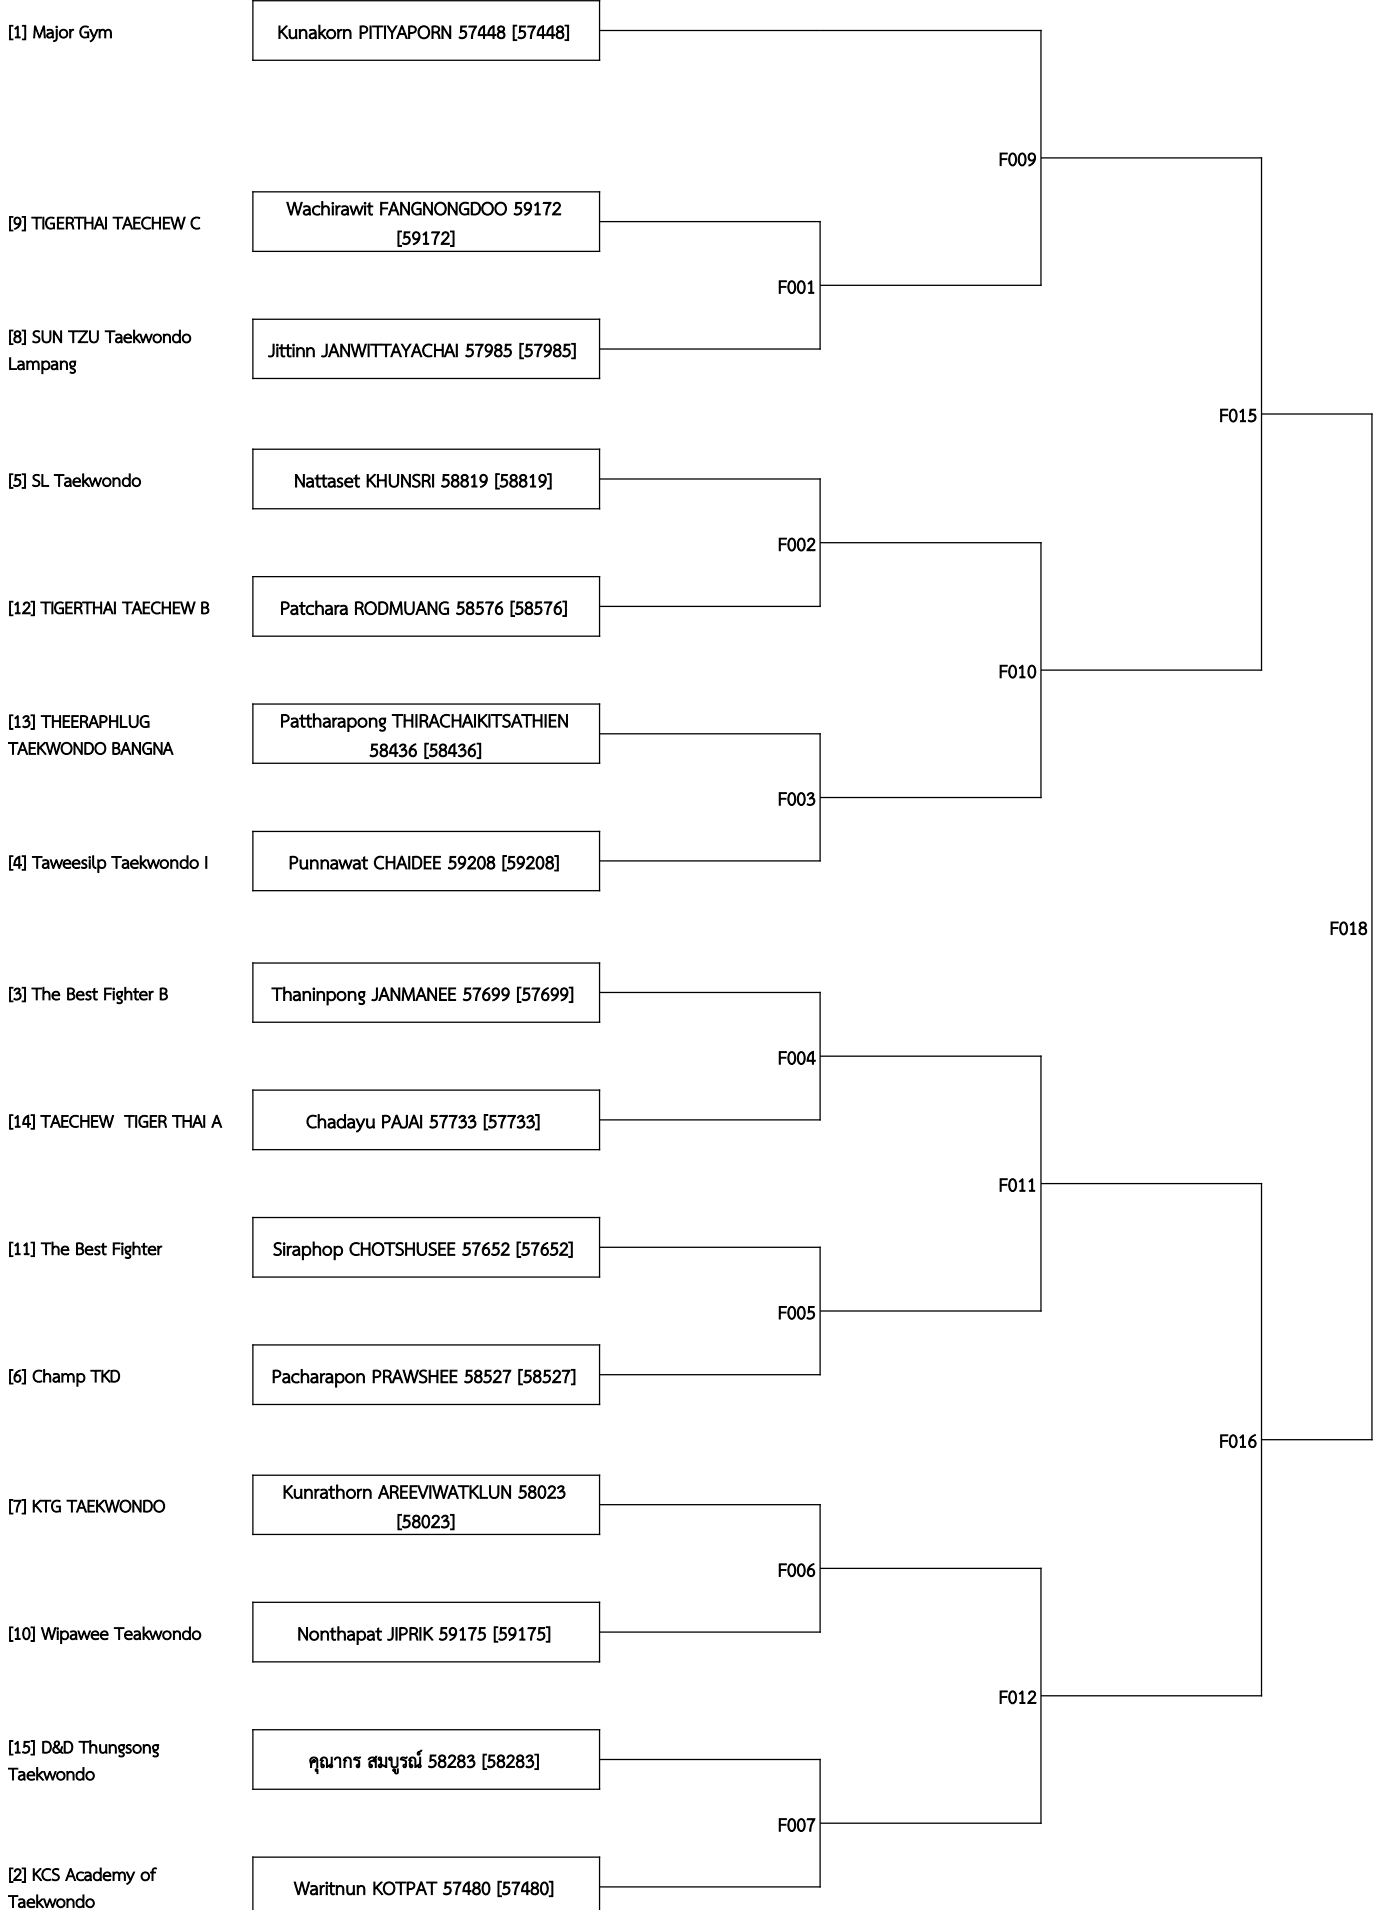 [1] Major Gym
Kunakorn PITIYAPORN 57448 [57448]
F009
[9] TIGERTHAI TAECHEW C
Wachirawit FANGNONGDOO 59172
[59172]
F001
[8] SUN TZU Taekwondo
Lampang
Jittinn JANWITTAYACHAI 57985 [57985]
F015
[5] SL Taekwondo
Nattaset KHUNSRI 58819 [58819]
F002
[12] TIGERTHAI TAECHEW B
Patchara RODMUANG 58576 [58576]
F010
[13] THEERAPHLUG
TAEKWONDO BANGNA
Pattharapong THIRACHAIKITSATHIEN
58436 [58436]
F003
[4] Taweesilp Taekwondo I
Punnawat CHAIDEE 59208 [59208]
F018
[3] The Best Fighter B
Thaninpong JANMANEE 57699 [57699]
F004
[14] TAECHEW  TIGER THAI A
Chadayu PAJAI 57733 [57733]
F011
[11] The Best Fighter
Siraphop CHOTSHUSEE 57652 [57652]
F005
[6] Champ TKD
Pacharapon PRAWSHEE 58527 [58527]
F016
[7] KTG TAEKWONDO
Kunrathorn AREEVIWATKLUN 58023
[58023]
F006
[10] Wipawee Teakwondo
Nonthapat JIPRIK 59175 [59175]
F012
[15] D&D Thungsong
Taekwondo
คุณากร สมบูรณ์ 58283 [58283]
F007
[2] KCS Academy of
Taekwondo
Waritnun KOTPAT 57480 [57480]